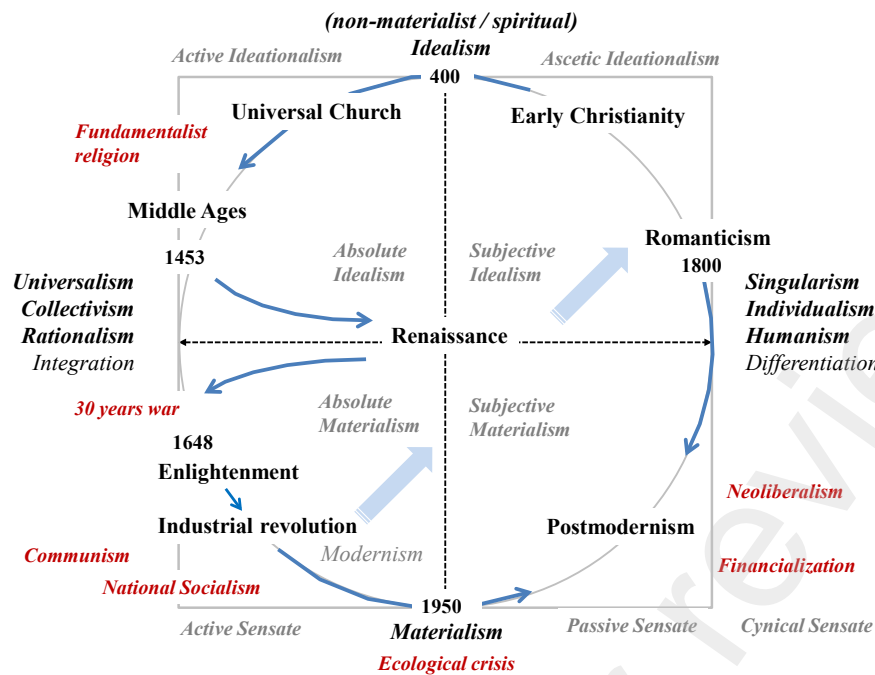 (non-materialist / spiritual)
Idealism
Active Ideationalism
Ascetic Ideationalism
400
Universal Church
Early Christianity
Fundamentalist
religion
Middle Ages
1453
Absolute
Idealism
Subjective
Idealism
Romanticism
1800
Universalism
Collectivism
Rationalism
Integration
Renaissance
Singularism
Individualism
Humanism
Differentiation
30 years war
Absolute
Materialism
Subjective
Materialism
1648
Enlightenment
Industrial revolution
Postmodernism
Neoliberalism
Communism
Modernism
Financialization
National Socialism
1950
Active Sensate
Materialism
Passive Sensate
Cynical Sensate
Ecological crisis